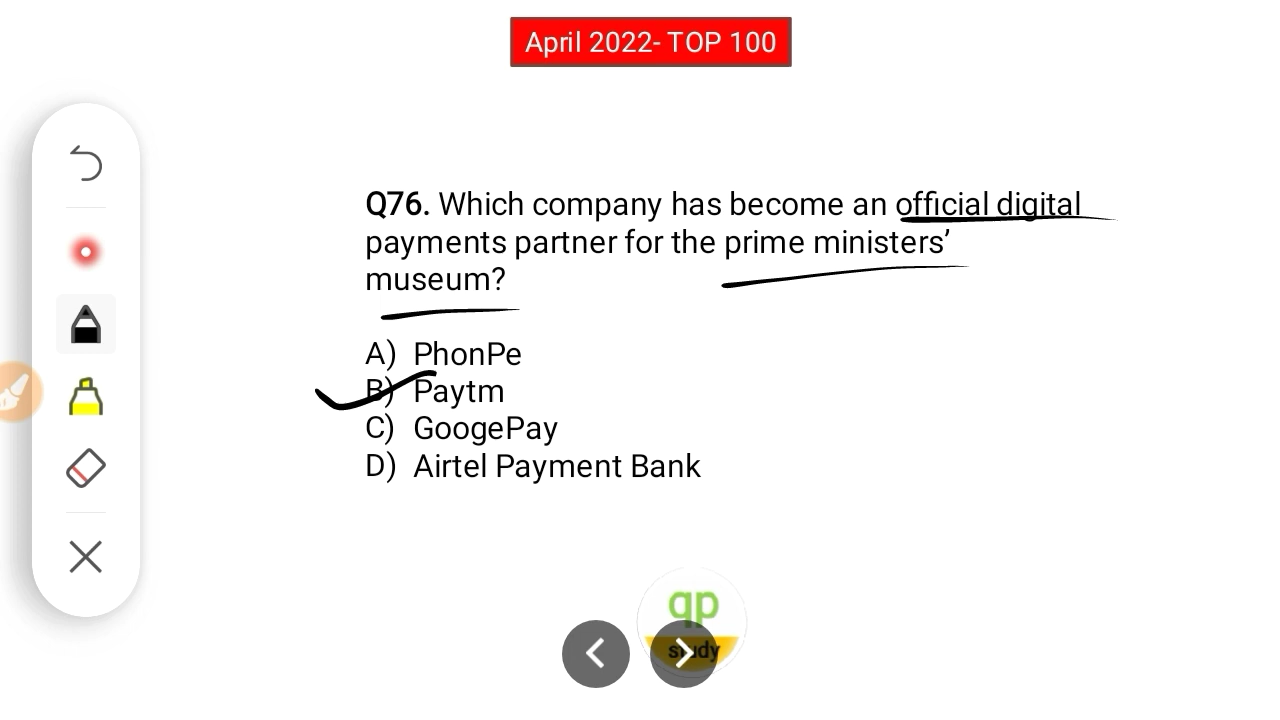 April 2022- TOP 100
Q76. Which company has become an official digital
payments partner for the prime ministers’
museum?
A) PhonPe
B) Paytm
C) GoogePay
D) Airtel Payment Bank
qp
study